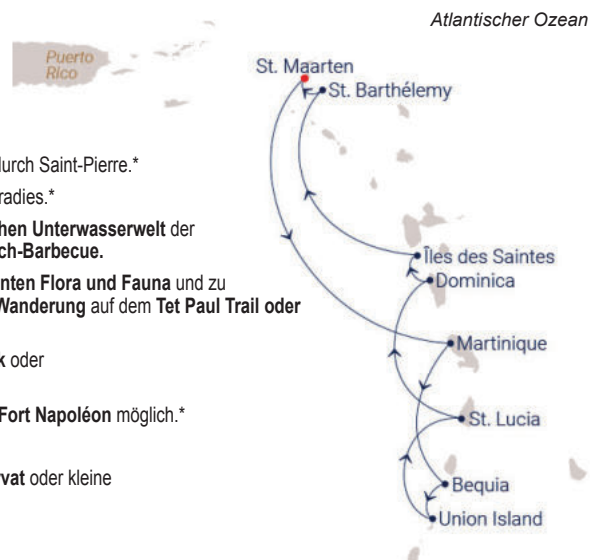 Atlantischer Ozean
Puerto
Rico
St. Maarten
St. Barthélemy
durch Saint-Pierre.*
radies.*
chen Unterwasserwelt der
ch-Barbecue.
Îles des Saintes
nten Flora und Fauna und zu
Dominica
Wanderung auf dem Tet Paul Trail oder
Martinique
k oder
Fort Napoléon möglich.*
St. Lucia
vat oder kleine
Bequia
Union Island